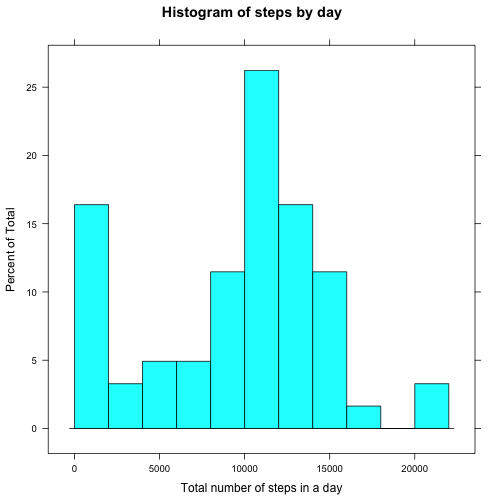 Histogram of steps by day
Percent of Total
25
20
15
10
5
0
0 5000 10000 15000 20000
Total number of steps in a day